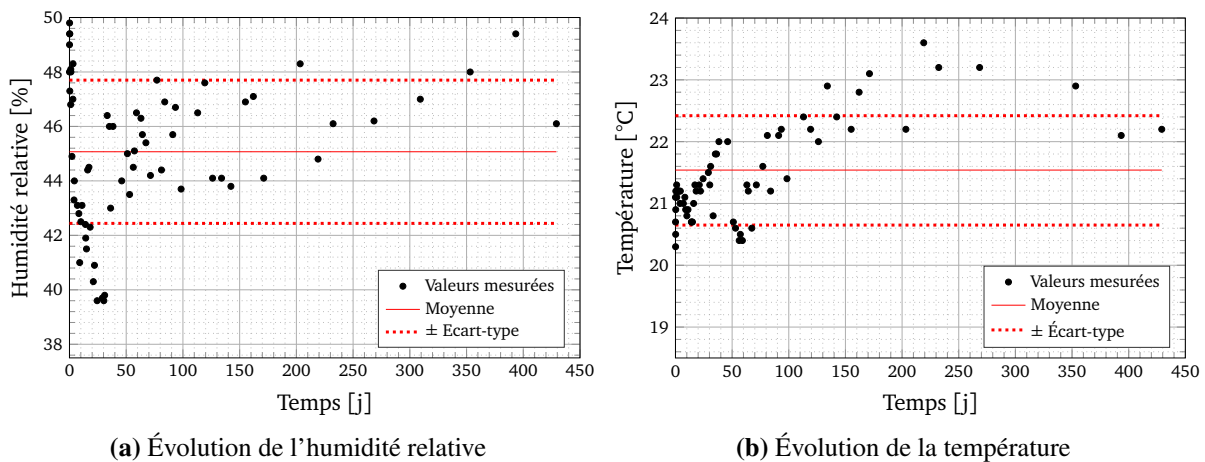 50
48
46
44
42
40
38
0 50 100 150 200 250 300 350 400 450
Humidité relative [%]
Temps [j]
Valeurs mesurées
Moyenne
± Ecart-type
(a) Évolution de l'humidité relative
24
23
22
21
20
19
0 50 100 150 200 250 300 350 400 450
Température [°C]
Temps [j]
Valeurs mesurées
Moyenne
± Écart-type
(b) Évolution de la température